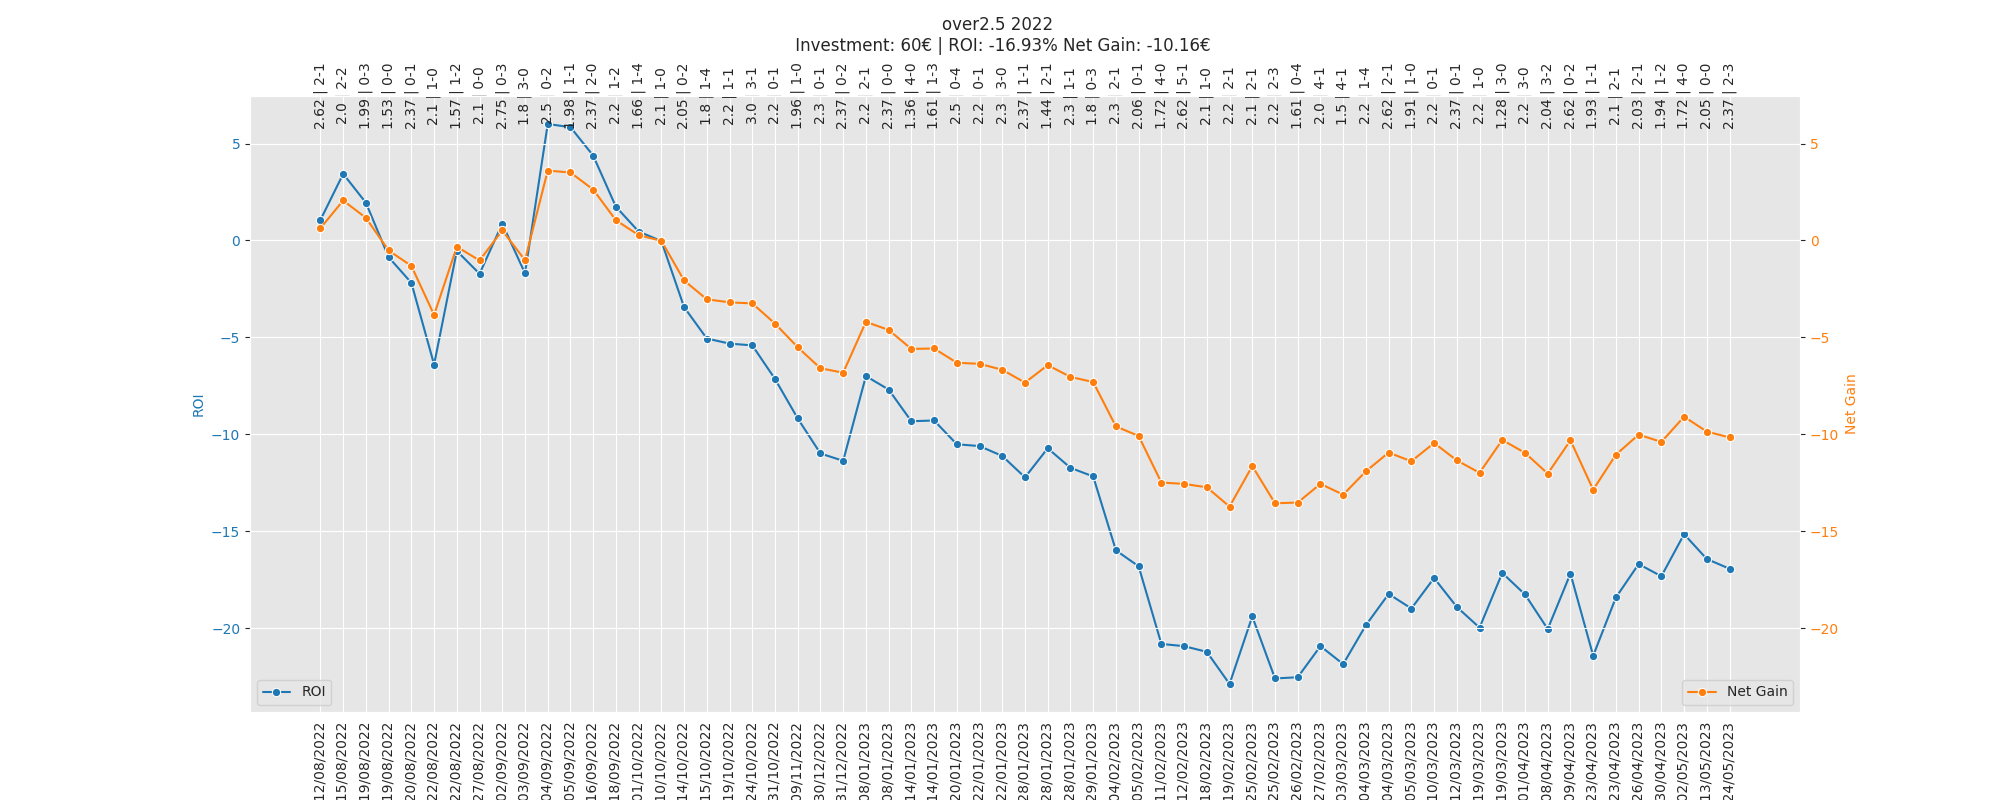 over2.5 2022
Investment: 60€ | ROI: -16.93% Net Gain: -10.16€
2.62 | 2-1
2.0 | 2-2
1.99 | 0-3
1.53 | 0-0
2.37 | 0-1
2.1 | 1-0
1.57 | 1-2
2.1 | 0-0
2.75 | 0-3
1.8 | 3-0
2.5 | 0-2
1.98 | 1-1
2.37 | 2-0
2.2 | 1-2
1.66 | 1-4
2.1 | 1-0
2.05 | 0-2
1.8 | 1-4
2.2 | 1-1
3.0 | 3-1
2.2 | 0-1
1.96 | 1-0
2.3 | 0-1
2.37 | 0-2
2.2 | 2-1
2.37 | 0-0
1.36 | 4-0
1.61 | 1-3
2.5 | 0-4
2.2 | 0-1
2.3 | 3-0
2.37 | 1-1
1.44 | 2-1
2.3 | 1-1
1.8 | 0-3
2.3 | 2-1
2.06 | 0-1
1.72 | 4-0
2.62 | 5-1
2.1 | 1-0
2.2 | 2-1
2.1 | 2-1
2.2 | 2-3
1.61 | 0-4
2.0 | 4-1
1.5 | 4-1
2.2 | 1-4
2.62 | 2-1
1.91 | 1-0
2.2 | 0-1
2.37 | 0-1
2.2 | 1-0
1.28 | 3-0
2.2 | 3-0
2.04 | 3-2
2.62 | 0-2
1.93 | 1-1
2.1 | 2-1
2.03 | 2-1
1.94 | 1-2
1.72 | 4-0
2.05 | 0-0
2.37 | 2-3
5
0
−5
−10
−15
−20
ROI
5
0
−5
−10
−15
−20
Net Gain
ROI
Net Gain
12/08/2022
15/08/2022
19/08/2022
19/08/2022
20/08/2022
22/08/2022
22/08/2022
27/08/2022
02/09/2022
03/09/2022
04/09/2022
05/09/2022
16/09/2022
18/09/2022
01/10/2022
10/10/2022
14/10/2022
15/10/2022
19/10/2022
24/10/2022
31/10/2022
09/11/2022
30/12/2022
31/12/2022
08/01/2023
08/01/2023
14/01/2023
14/01/2023
20/01/2023
22/01/2023
22/01/2023
28/01/2023
28/01/2023
28/01/2023
29/01/2023
04/02/2023
05/02/2023
11/02/2023
12/02/2023
18/02/2023
19/02/2023
25/02/2023
25/02/2023
26/02/2023
27/02/2023
03/03/2023
04/03/2023
04/03/2023
05/03/2023
10/03/2023
12/03/2023
19/03/2023
19/03/2023
01/04/2023
08/04/2023
09/04/2023
23/04/2023
23/04/2023
26/04/2023
30/04/2023
02/05/2023
13/05/2023
24/05/2023